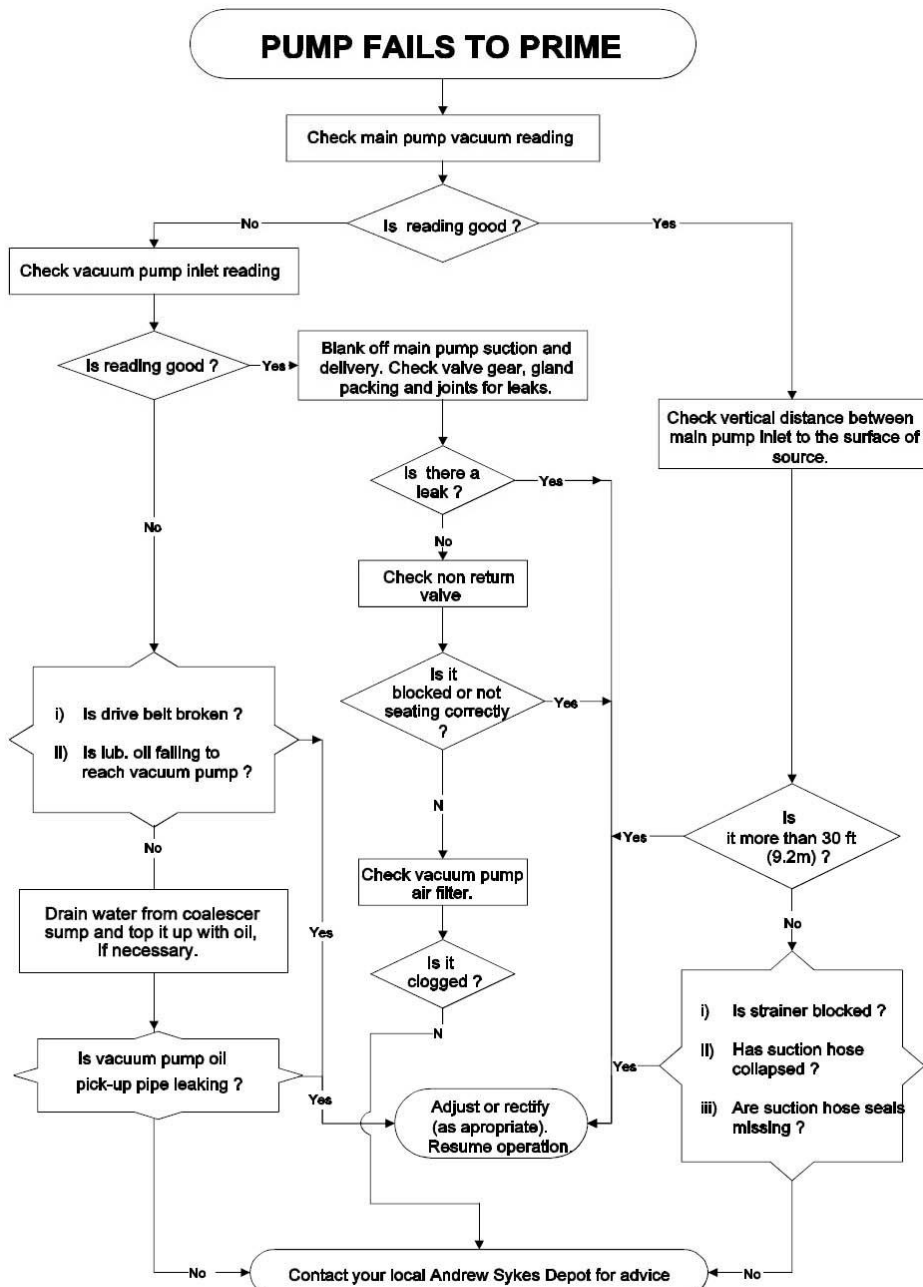 PUMP FAILS TO PRIME
Check main pump vacuum reading
Is reading good ?
No
Yes
Check vacuum pump inlet reading
Is reading good ?
Yes
Blank off main pump suction and
delivery. Check valve gear, gland
packing and joints for leaks.
Check vertical distance between
main pump inlet to the surface of
source.
Is there a
leak ?
Yes
No
No
Check non return
valve
Is it
blocked or not
seating correctly
?
Yes
i) Is drive belt broken ?
ii) Is lub. oil failing to
reach vacuum pump ?
N
Is
it more than 30 ft
(9.2m) ?
Yes
No
No
Check vacuum pump
air filter.
Drain water from coalescer
sump and top it up with oil,
If necessary.
Yes
Is it
clogged ?
N
i) Is strainer blocked ?
ii) Has suction hose
collapsed ?
iii) Are suction hose seals
missing ?
Yes
Is vacuum pump oil
pick-up pipe leaking ?
Yes
Adjust or rectify
(as apropriate).
Resume operation.
No
Contact your local Andrew Sykes Depot for advice
No